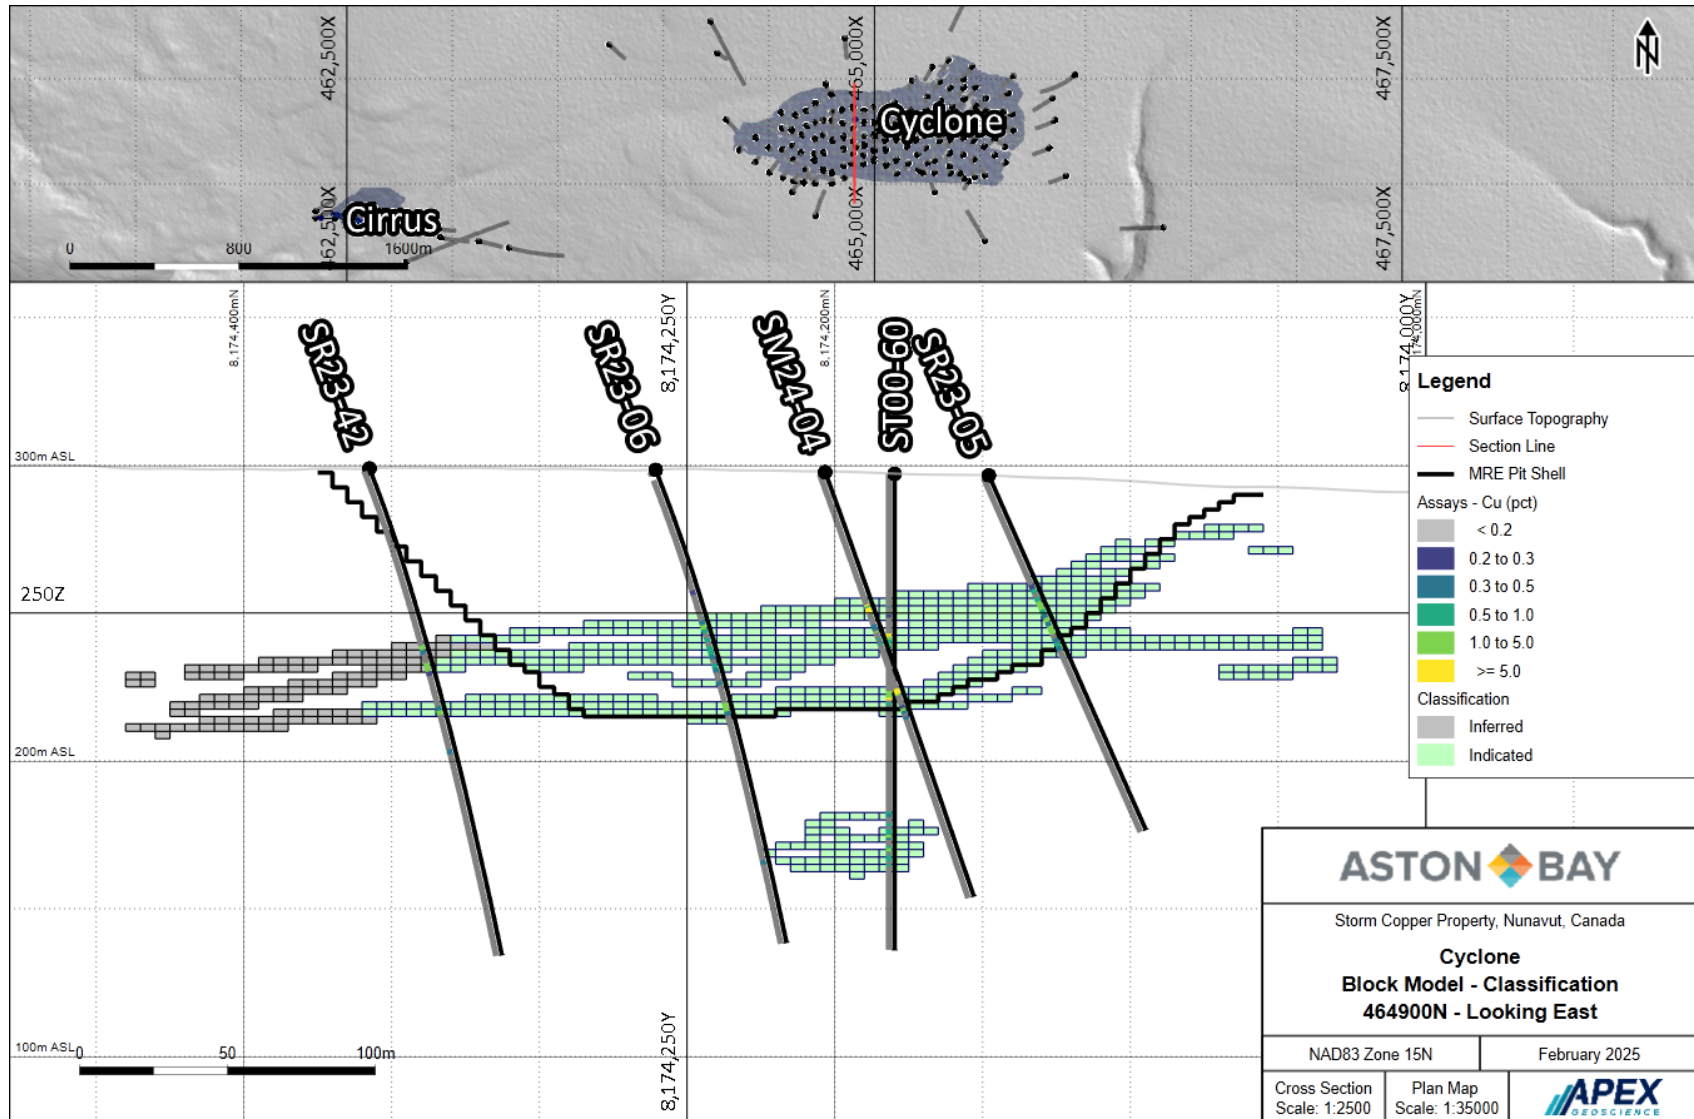 462,500X
465,000X
467,500X
N
Cyclone
Cirrus
462,500X
465,000X
467,500X
0 800 1600m
8,174,400mN
8,174,250Y
8,174,200mN
8,174,000Y
174,000mN
SR23-42
SR23-06
SM24-04
ST00-60
SR23-05
300m ASL
250Z
200m ASL
100m ASL
0 50 100m
8,174,250Y
Legend
Surface Topography
Section Line
MRE Pit Shell
Assays - Cu (pct)
< 0.2
0.2 to 0.3
0.3 to 0.5
0.5 to 1.0
1.0 to 5.0
>= 5.0
Classification
Inferred
Indicated
ASTON BAY
Storm Copper Property, Nunavut, Canada
Cyclone
Block Model - Classification
464900N - Looking East
NAD83 Zone 15N
February 2025
Cross Section
Scale: 1:2500
Plan Map
Scale: 1:35000
APEX
GEOSCIENCE